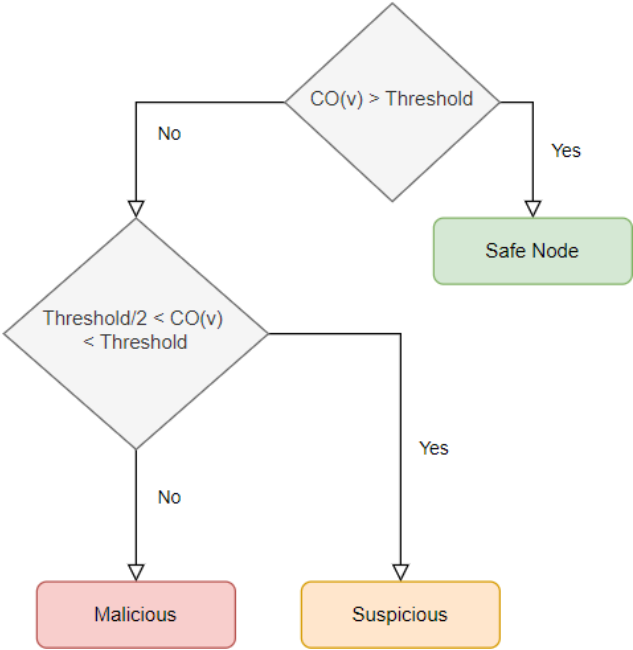 CO(v) > Threshold
No
Yes
Safe Node
Threshold/2 < CO(v)
< Threshold
Yes
No
Malicious
Suspicious